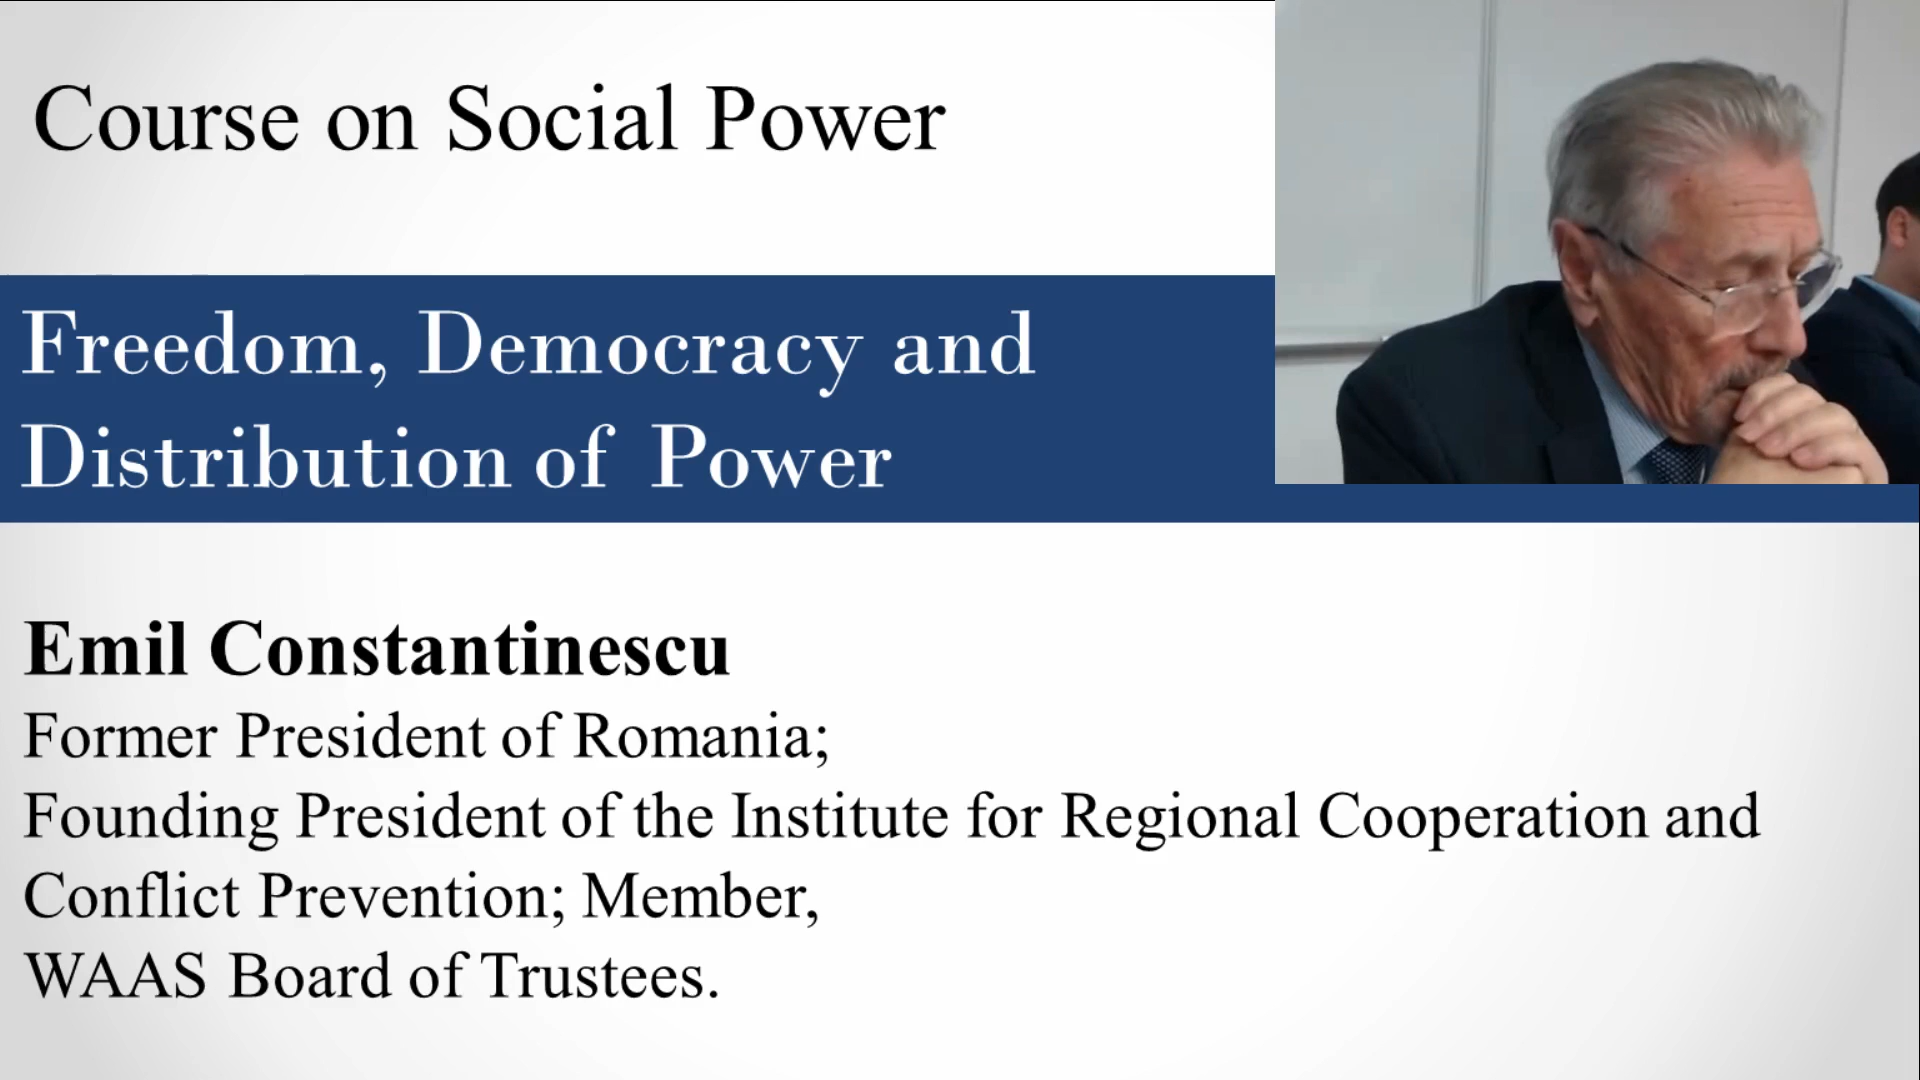 Course on Social Power
Freedom, Democracy and
Distribution of Power
Emil Constantinescu
Former President of Romania;
Founding President of the Institute for Regional Cooperation and
Conflict Prevention; Member,
WAAS Board of Trustees.